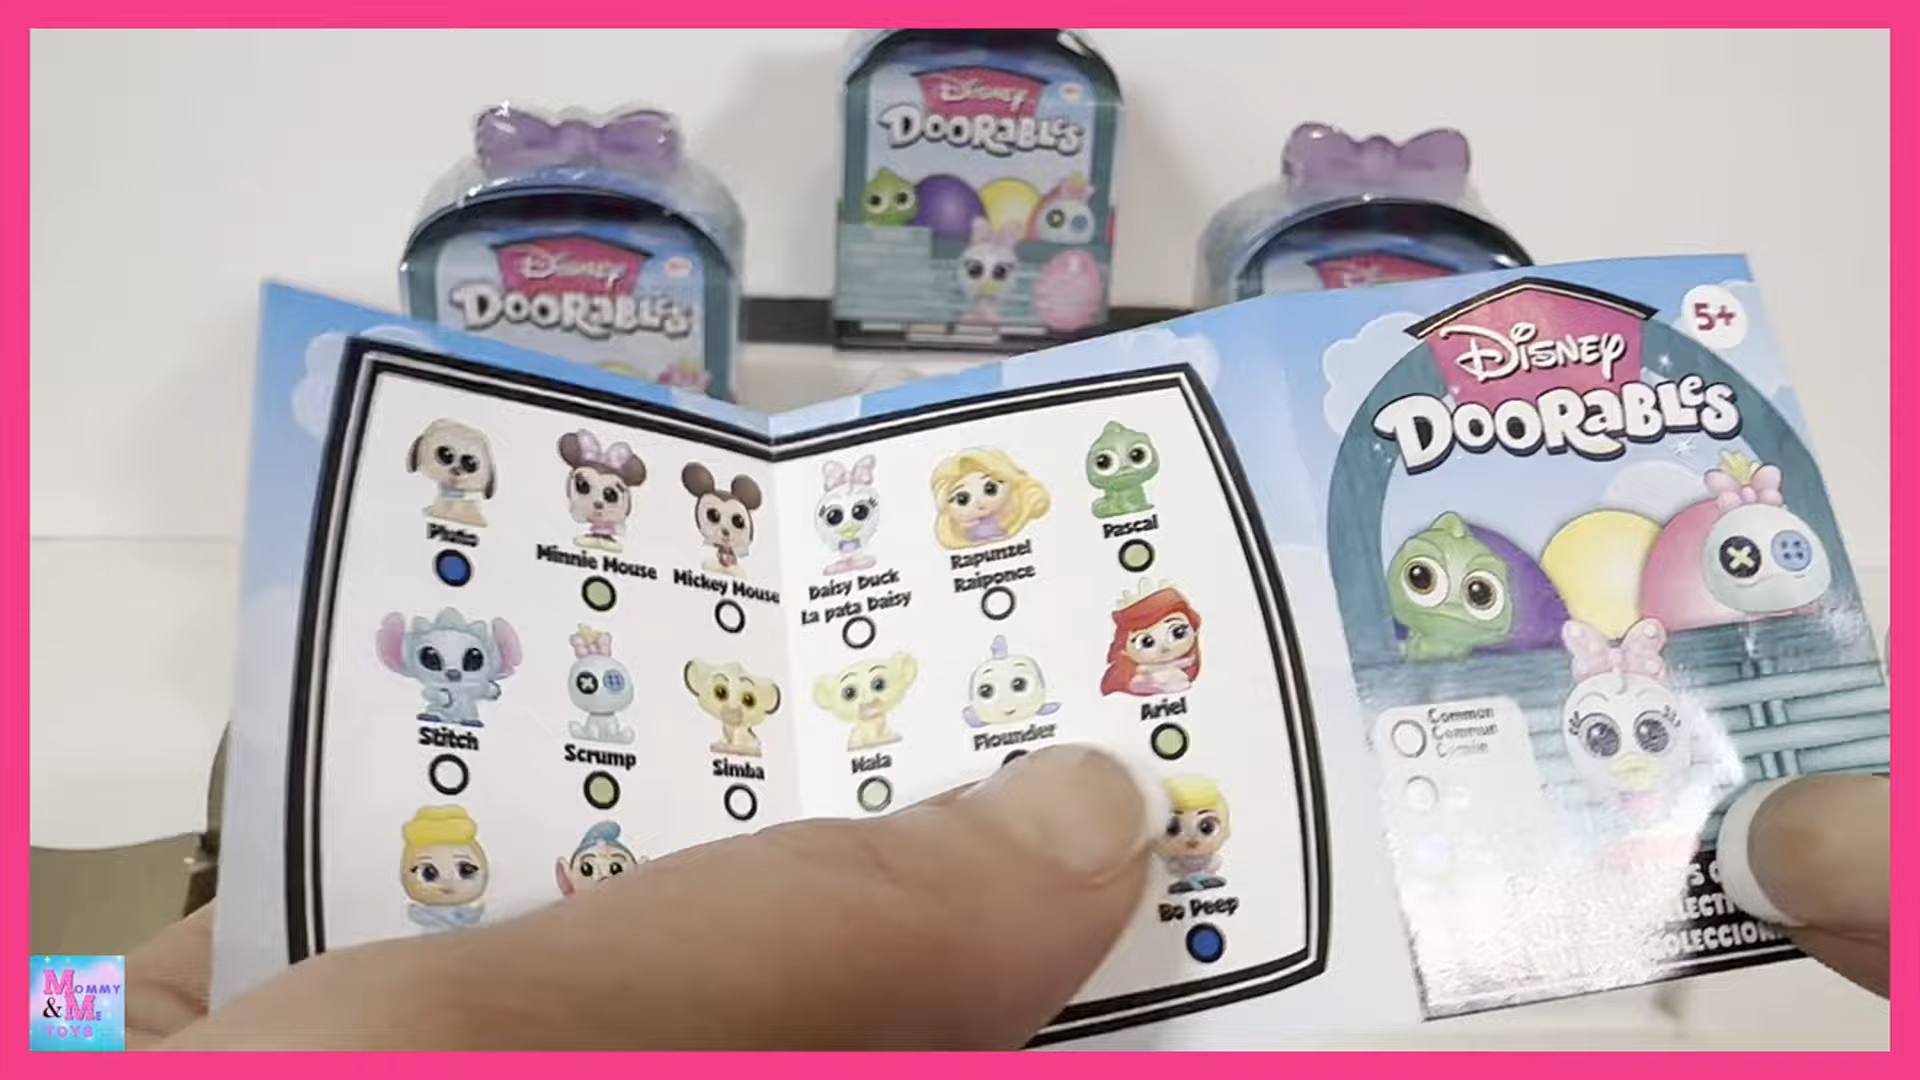 Disney
Doorables
Disney
Doorables
Disney
Doorables
5+
Pluto
Minnie Mouse
Mickey Mouse
Daisy Duck
La pata Daisy
Rapunzel
Raiponce
Pascal
Stitch
Scrump
Simba
Nala
Flounder
Ariel
Bo Peep
Common
Commun
Común
Mommy
& Me
Toys